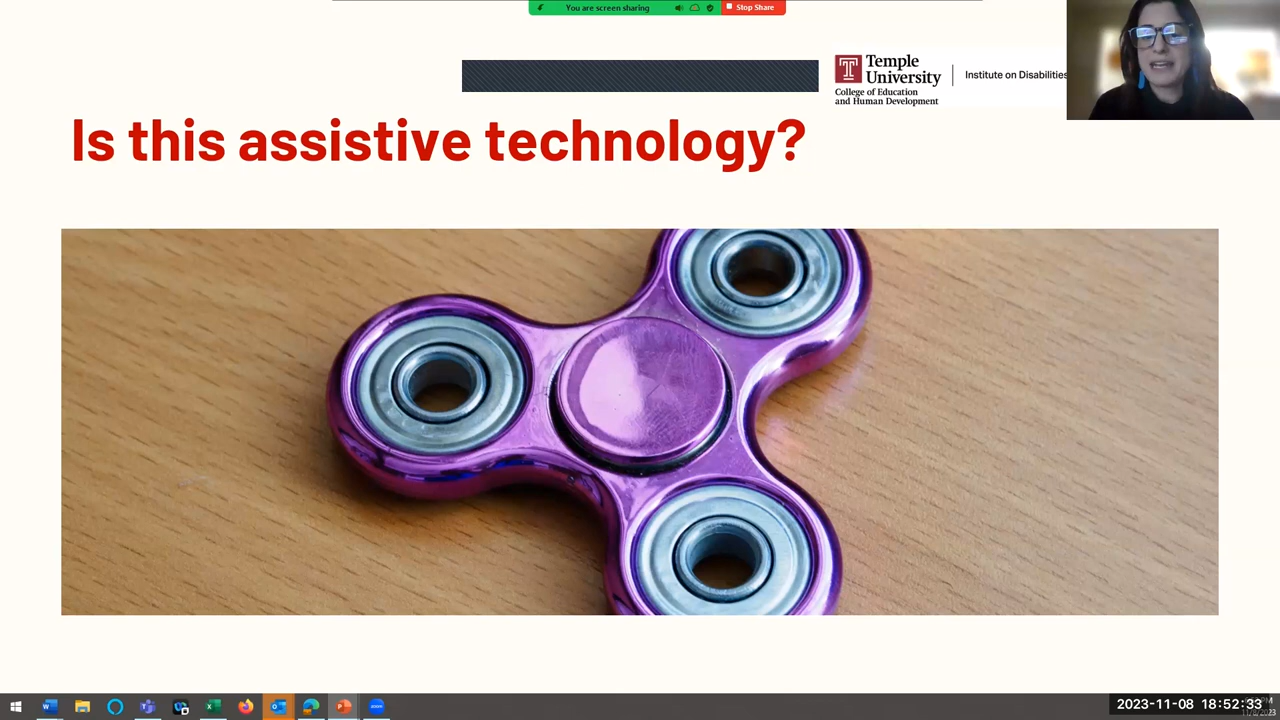 You are screen sharing
Stop Share
Temple
University
College of Education
and Human Development
Institute on Disabilities
Is this assistive technology?
2023-11-08 18:52:33